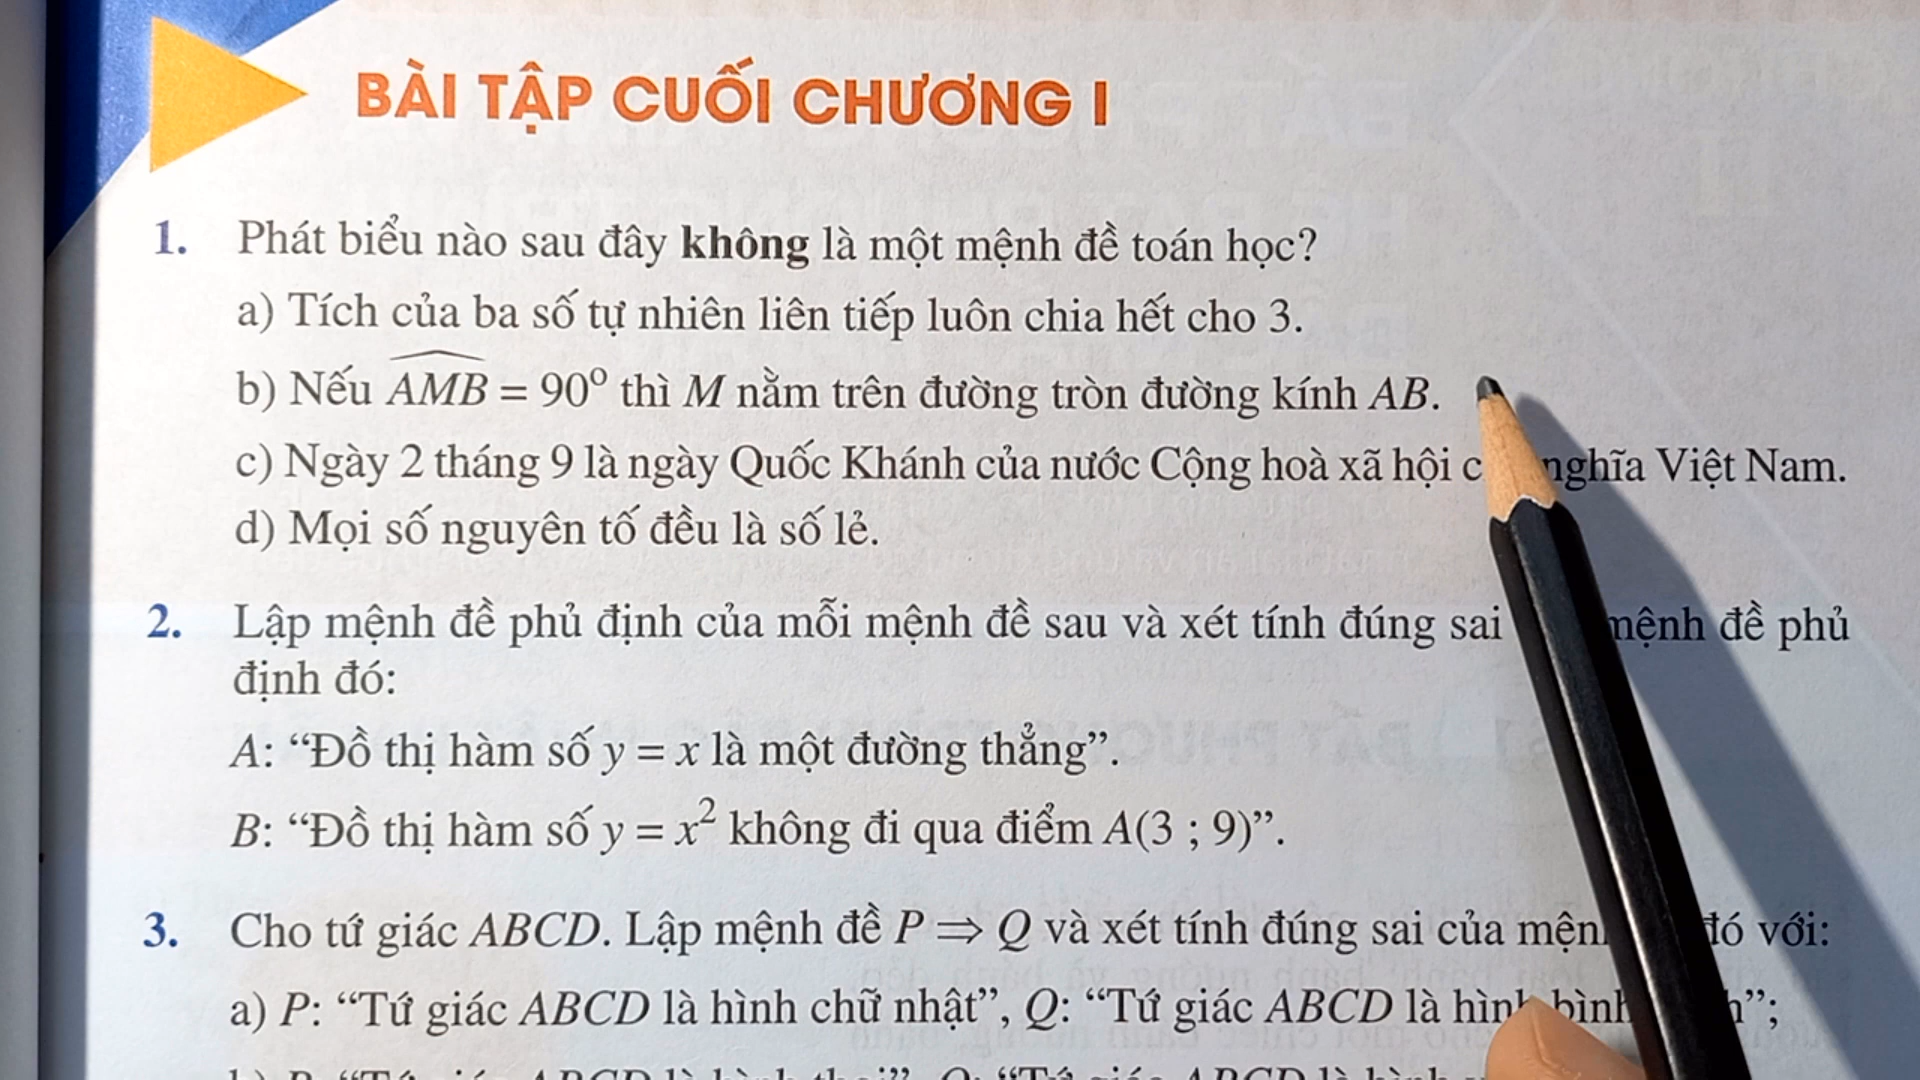 BÀI TẬP CUỐI CHƯƠNG I
1. Phát biểu nào sau đây không là một mệnh đề toán học?
a) Tích của ba số tự nhiên liên tiếp luôn chia hết cho 3.
b) Nếu \widehat{AMB} = 90° thì M nằm trên đường tròn đường kính AB.
c) Ngày 2 tháng 9 là ngày Quốc Khánh của nước Cộng hoà xã hội nghĩa Việt Nam.
d) Mọi số nguyên tố đều là số lẻ.
2. Lập mệnh đề phủ định của mỗi mệnh đề sau và xét tính đúng sai mệnh đề phủ
định đó:
A: “Đồ thị hàm số y = x là một đường thẳng”.
B: “Đồ thị hàm số y = x² không đi qua điểm A(3 ; 9)”.
3. Cho tứ giác ABCD. Lập mệnh đề P ⇒ Q và xét tính đúng sai của đó với:
a) P: “Tứ giác ABCD là hình chữ nhật”, Q: “Tứ giác ABCD là hình bình